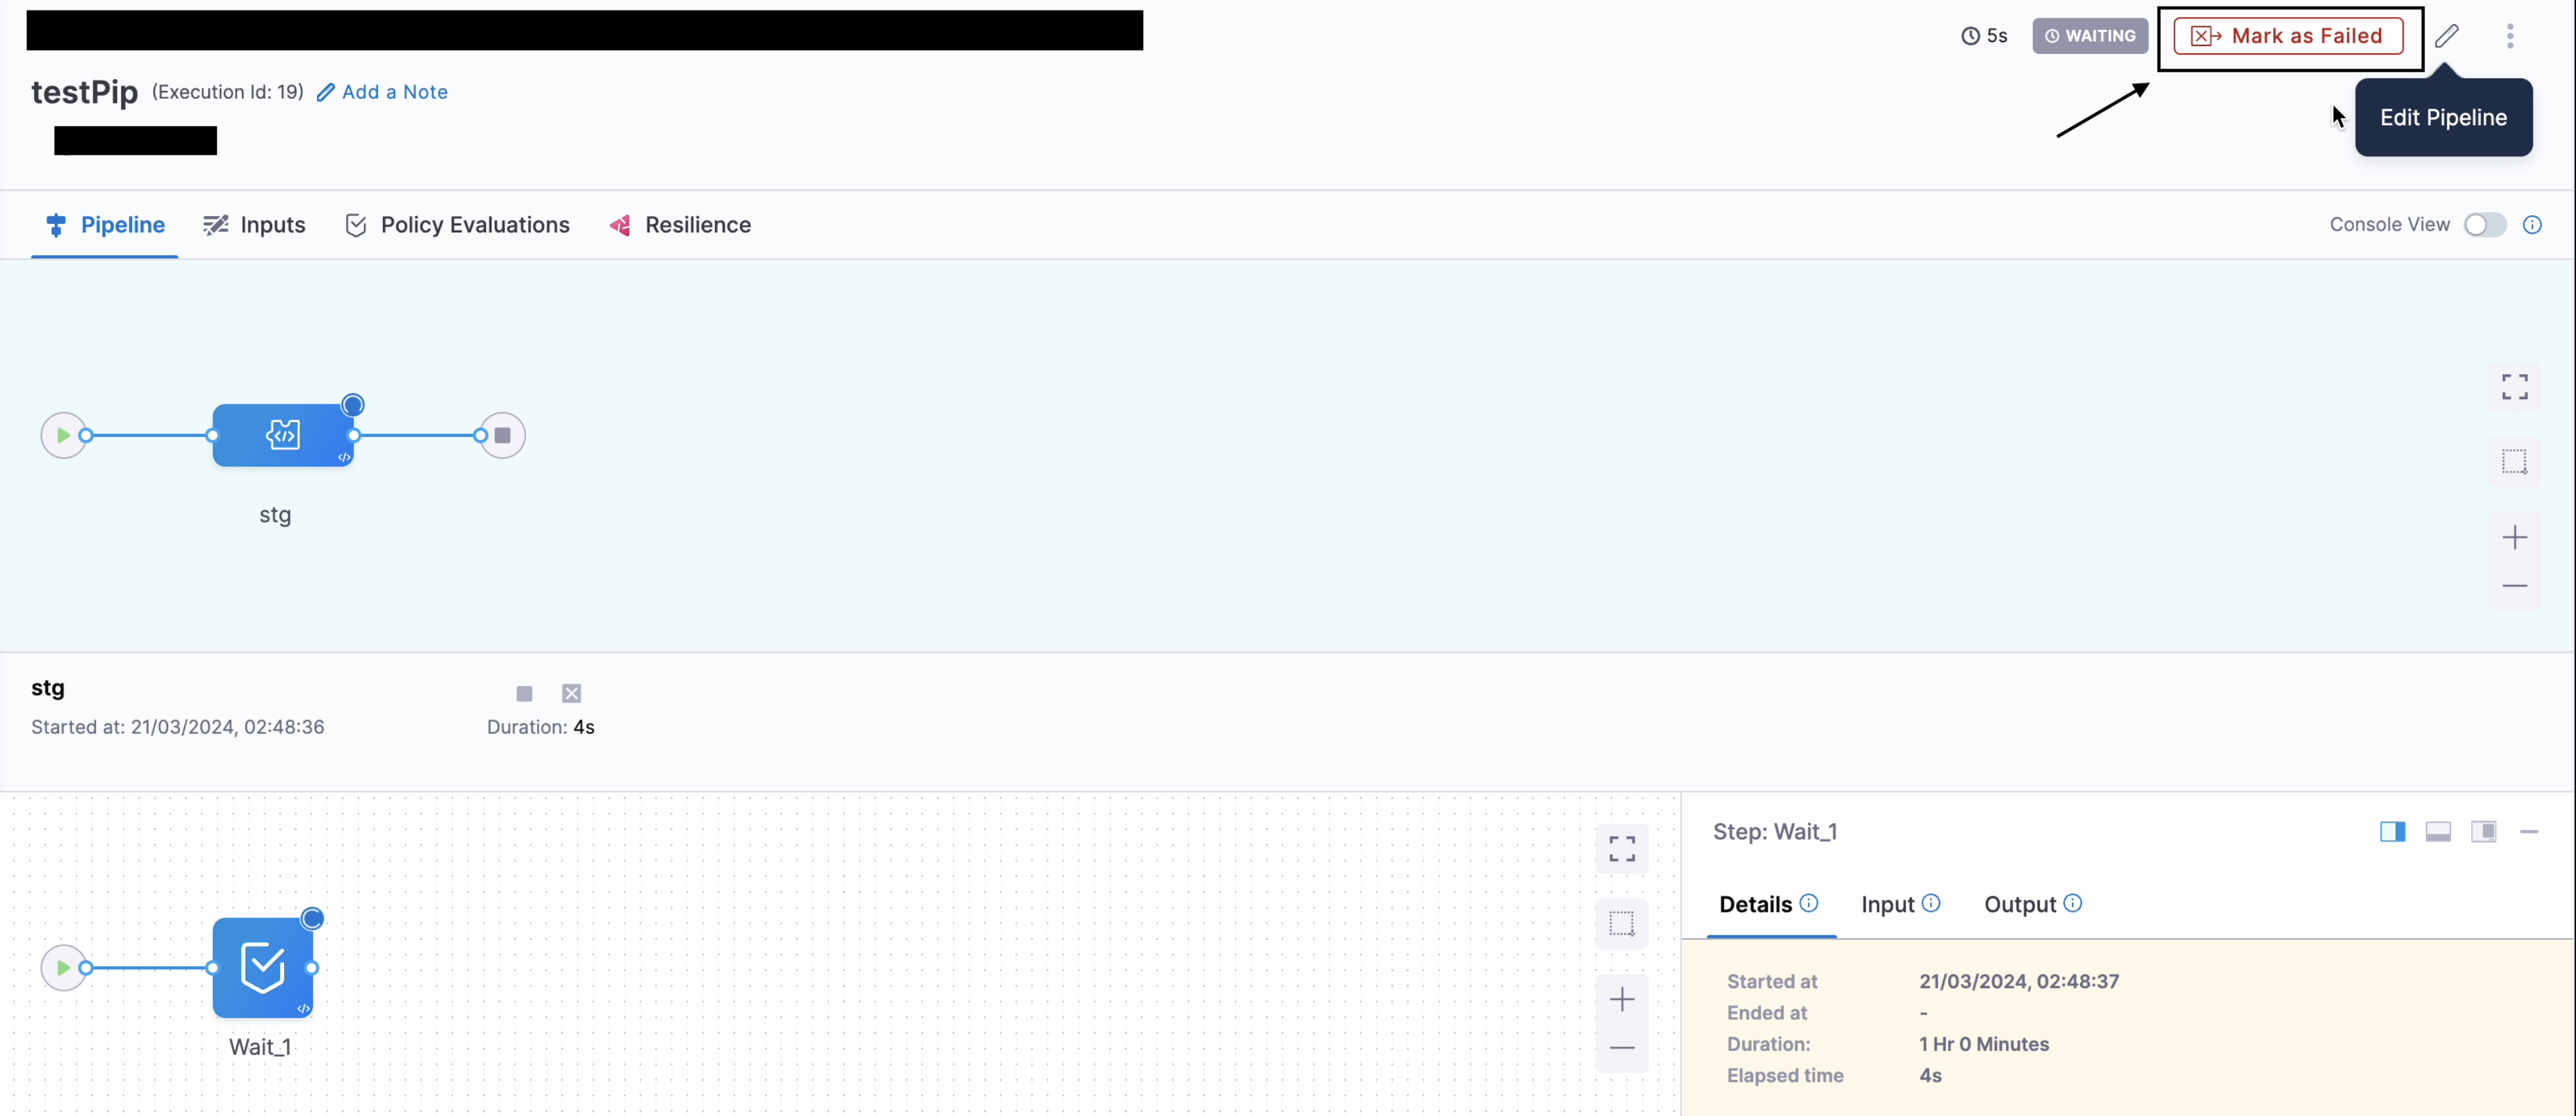 5s WAITING Mark as Failed
testPip (Execution Id: 19) Add a Note
Edit Pipeline
Pipeline Inputs Policy Evaluations Resilience Console View
stg
stg
Started at: 21/03/2024, 02:48:36 Duration: 4s
Step: Wait_1
Details Input Output
Started at 21/03/2024, 02:48:37
Ended at -
Duration: 1 Hr 0 Minutes
Elapsed time 4s
Wait_1